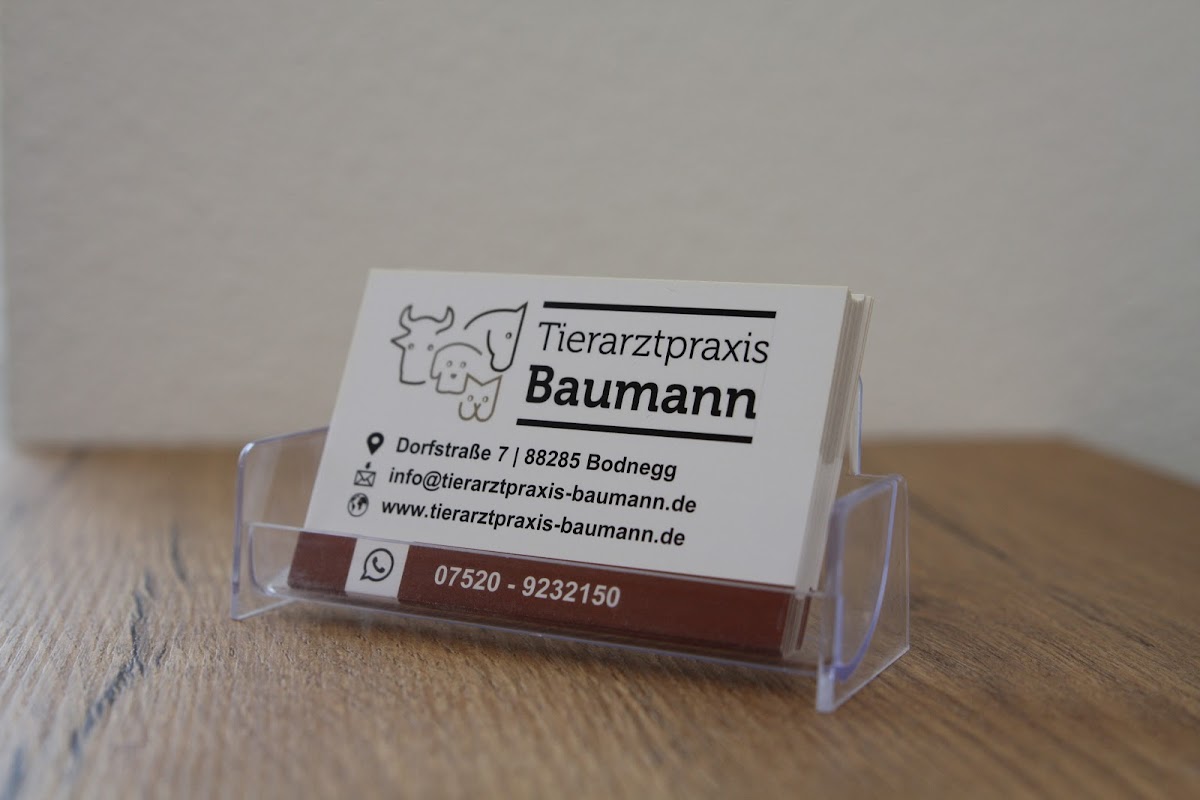 Tierarztpraxis
Baumann
Dorfstraße 7 | 88285 Bodnegg
info@tierarztpraxis-baumann.de
www.tierarztpraxis-baumann.de
07520 - 9232150